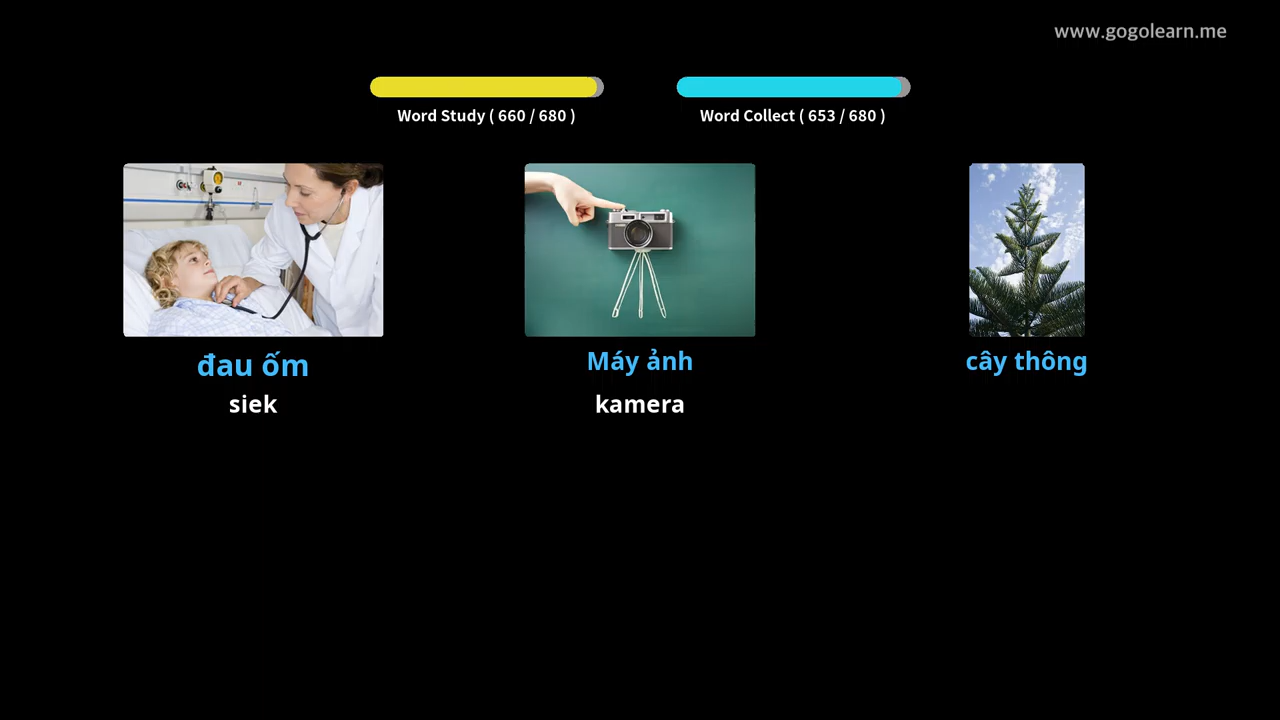 www.gogolearn.me
Word Study ( 660 / 680 )
Word Collect ( 653 / 680 )
đau ốm
siek
Máy ảnh
kamera
cây thông